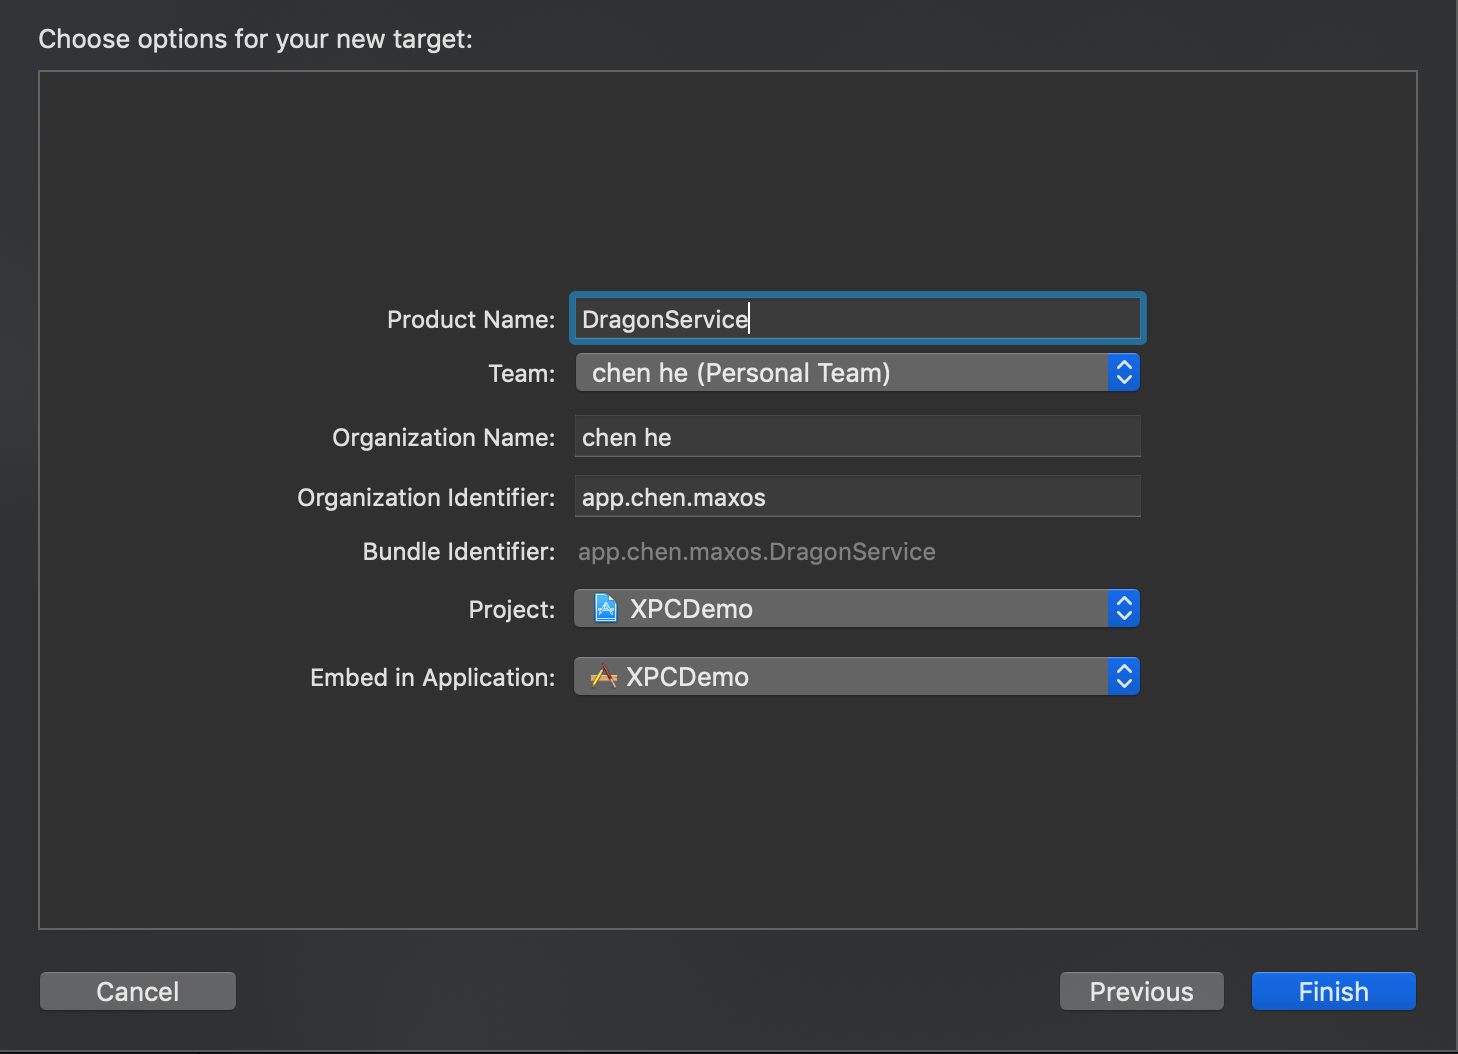 Choose options for your new target:
Product Name: DragonService
Team: chen he (Personal Team)
Organization Name: chen he
Organization Identifier: app.chen.maxos
Bundle Identifier: app.chen.maxos.DragonService
Project: XPCDemo
Embed in Application: XPCDemo
Cancel Previous Finish